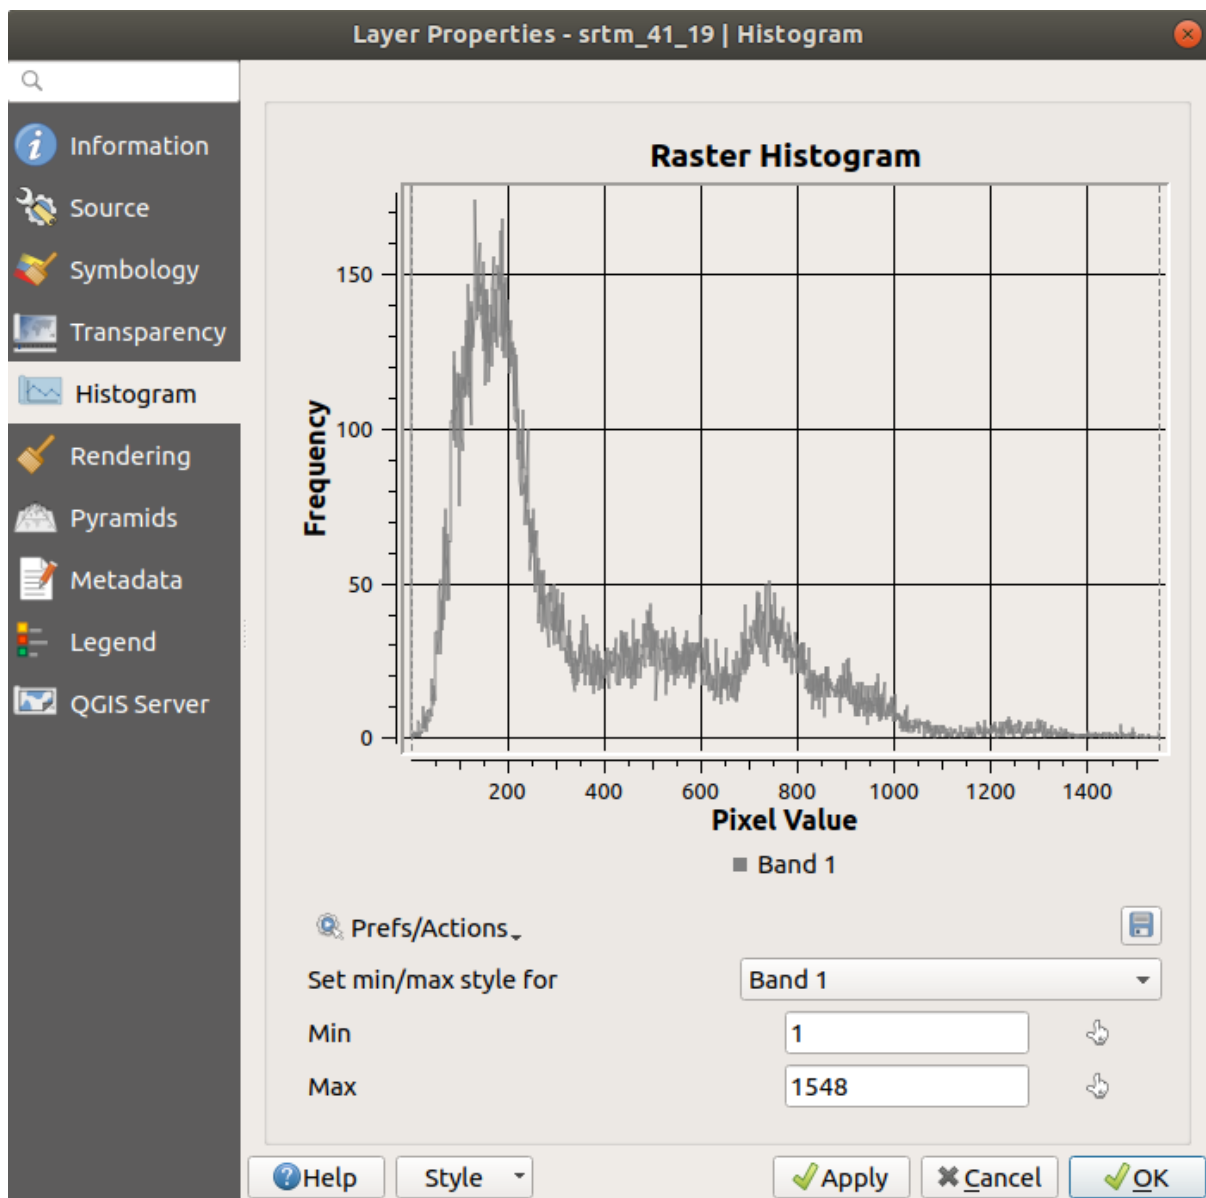 Layer Properties - srtm_41_19 | Histogram
Information
Source
Symbology
Transparency
Histogram
Rendering
Pyramids
Metadata
Legend
QGIS Server
Raster Histogram
150
100
50
0
Frequency
200 400 600 800 1000 1200 1400
Pixel Value
Band 1
Prefs/Actions
Set min/max style for Band 1
Min 1
Max 1548
Help Style Apply Cancel OK